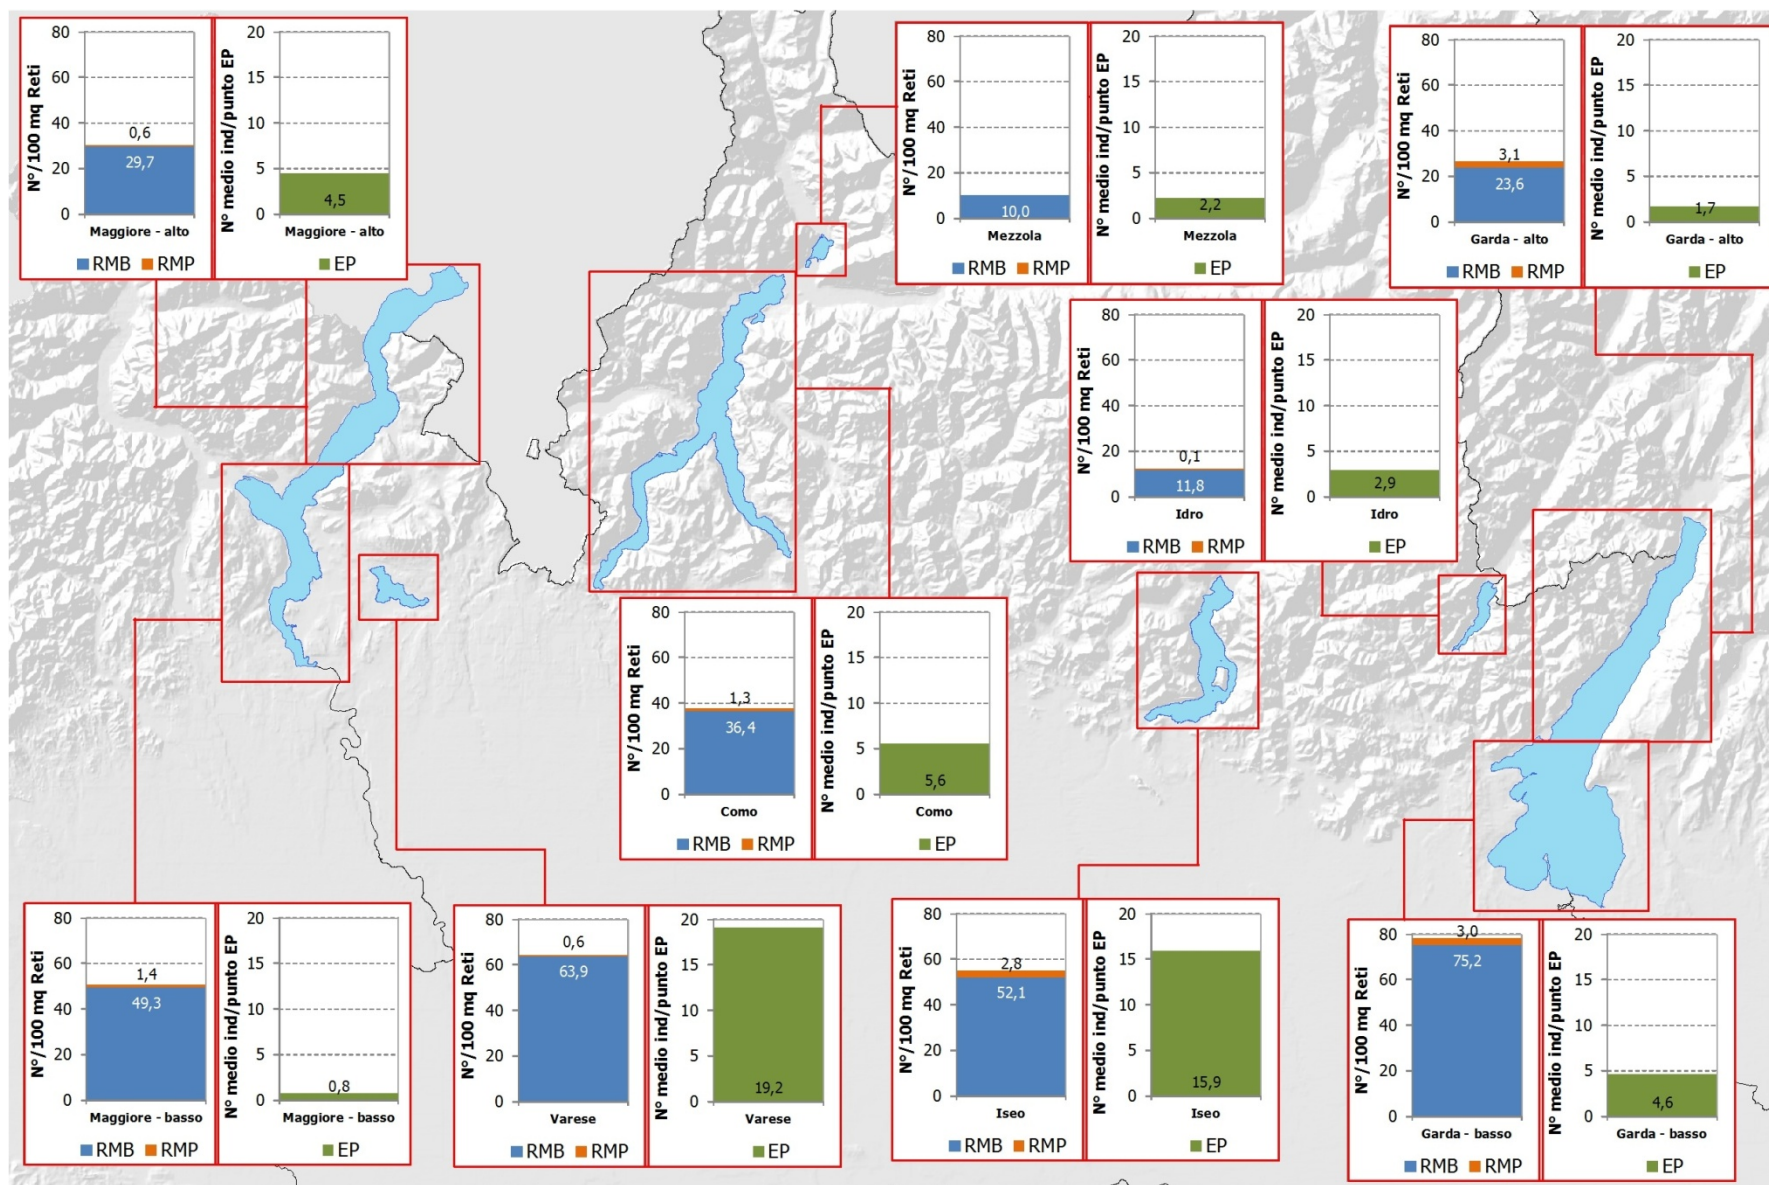 N°/100 mq Reti
80
60
40
20
0
0,6
29,7
Maggiore - alto
RMB RMP
N° medio ind/punto EP
20
15
10
5
0
4,5
Maggiore - alto
EP
N°/100 mq Reti
80
60
40
20
0
10,0
Mezzola
RMB RMP
N° medio ind/punto EP
20
15
10
5
0
2,2
Mezzola
EP
N°/100 mq Reti
80
60
40
20
0
3,1
23,6
Garda - alto
RMB RMP
N° medio ind/punto EP
20
15
10
5
0
1,7
Garda - alto
EP
N°/100 mq Reti
80
60
40
20
0
0,1
11,8
Idro
RMB RMP
N° medio ind/punto EP
20
15
10
5
0
2,9
Idro
EP
N°/100 mq Reti
80
60
40
20
0
1,3
36,4
Como
RMB RMP
N° medio ind/punto EP
20
15
10
5
0
5,6
Como
EP
N°/100 mq Reti
80
60
40
20
0
1,4
49,3
Maggiore - basso
RMB RMP
N° medio ind/punto EP
20
15
10
5
0
0,8
Maggiore - basso
EP
N°/100 mq Reti
80
60
40
20
0
0,6
63,9
Varese
RMB RMP
N° medio ind/punto EP
20
15
10
5
0
19,2
Varese
EP
N°/100 mq Reti
80
60
40
20
0
2,8
52,1
Iseo
RMB RMP
N° medio ind/punto EP
20
15
10
5
0
15,9
Iseo
EP
N°/100 mq Reti
80
60
40
20
0
3,0
75,2
Garda - basso
RMB RMP
N° medio ind/punto EP
20
15
10
5
0
4,6
Garda - basso
EP